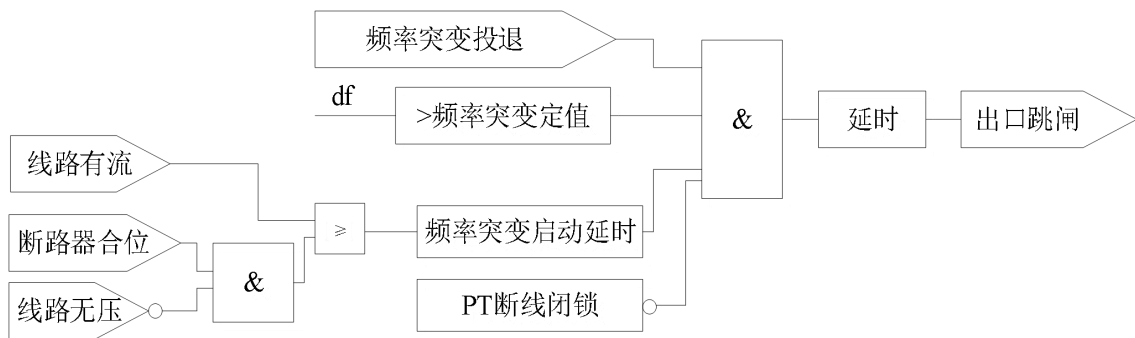 频率突变投退
df
>频率突变定值
&
延时
出口跳闸
线路有流
断路器合位
线路无压
&
≥
频率突变启动延时
PT断线闭锁